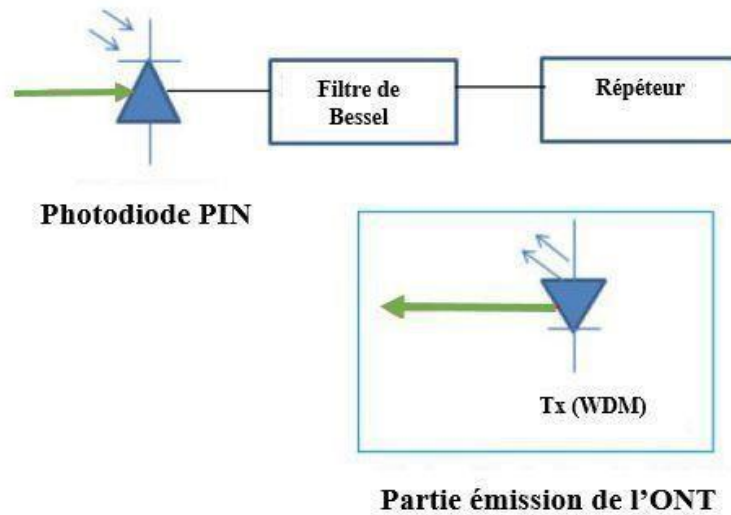 Filtre de
Bessel
Répéteur
Photodiode PIN
Tx (WDM)
Partie émission de l’ONT